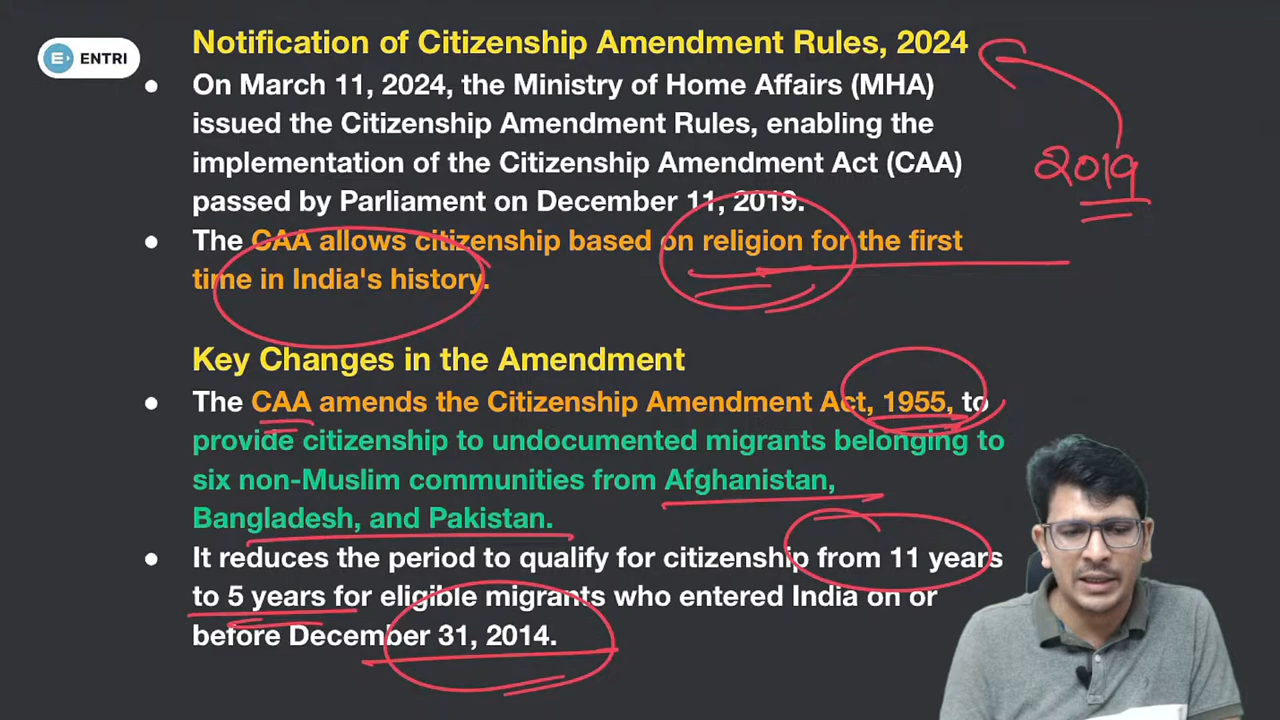 ENTRI
Notification of Citizenship Amendment Rules, 2024
On March 11, 2024, the Ministry of Home Affairs (MHA)
issued the Citizenship Amendment Rules, enabling the
implementation of the Citizenship Amendment Act (CAA)
passed by Parliament on December 11, 2019.
2019
The CAA allows citizenship based on religion for the first
time in India's history.
Key Changes in the Amendment
The CAA amends the Citizenship Amendment Act, 1955, to
provide citizenship to undocumented migrants belonging to
six non-Muslim communities from Afghanistan,
Bangladesh, and Pakistan.
It reduces the period to qualify for citizenship from 11 years
to 5 years for eligible migrants who entered India on or
before December 31, 2014.